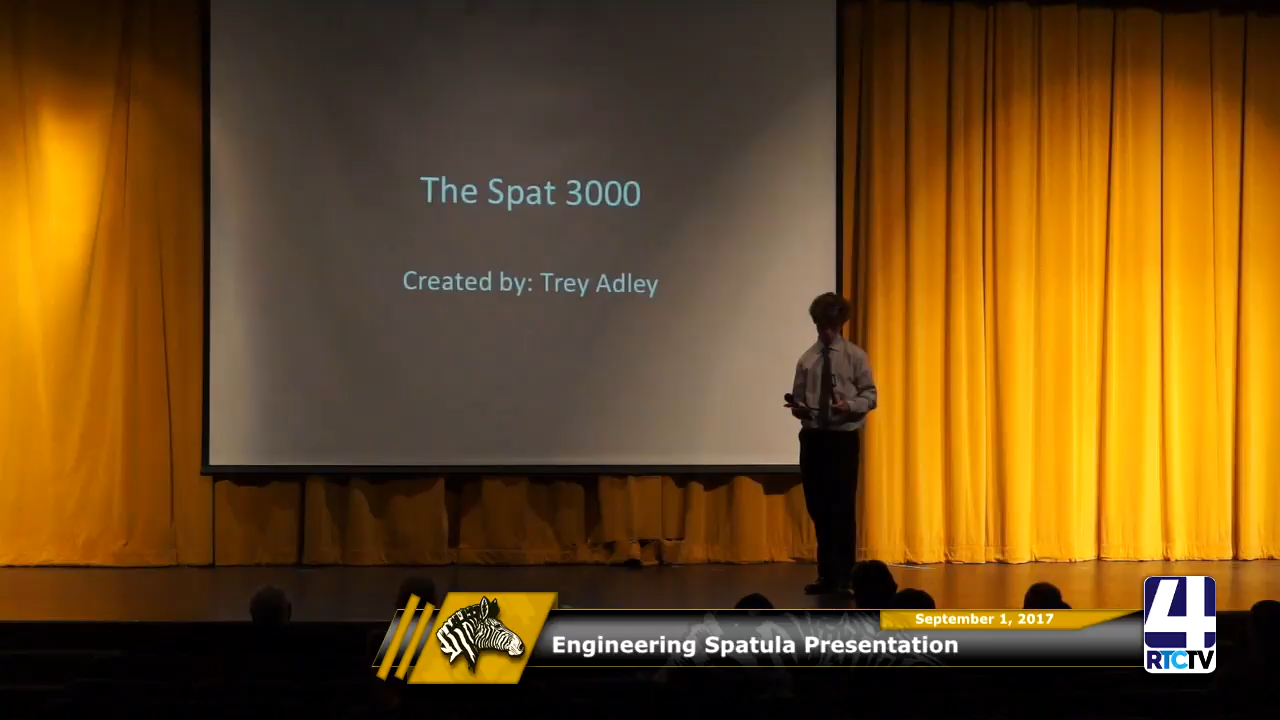 The Spat 3000
Created by: Trey Adley
September 1, 2017
Engineering Spatula Presentation
4
RTCTV